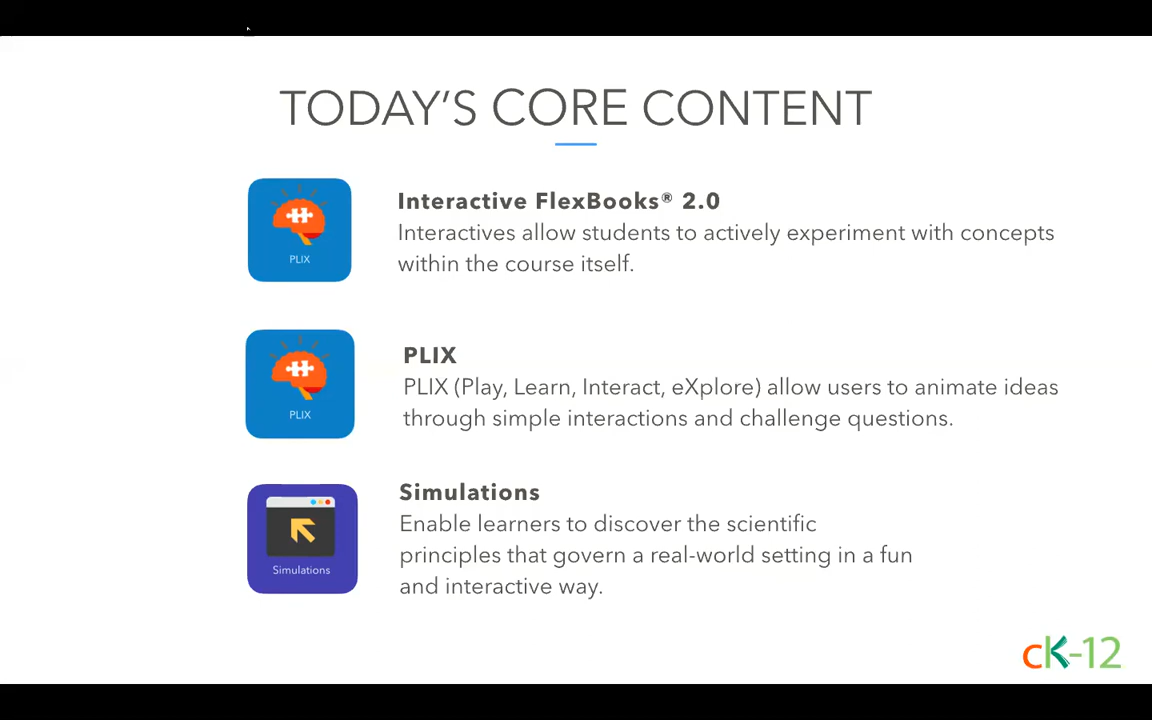 TODAY'S CORE CONTENT
PLIX
Interactive FlexBooks® 2.0
Interactives allow students to actively experiment with concepts
within the course itself.
PLIX
PLIX
PLIX (Play, Learn, Interact, eXplore) allow users to animate ideas
through simple interactions and challenge questions.
Simulations
Simulations
Enable learners to discover the scientific
principles that govern a real-world setting in a fun
and interactive way.
cK-12